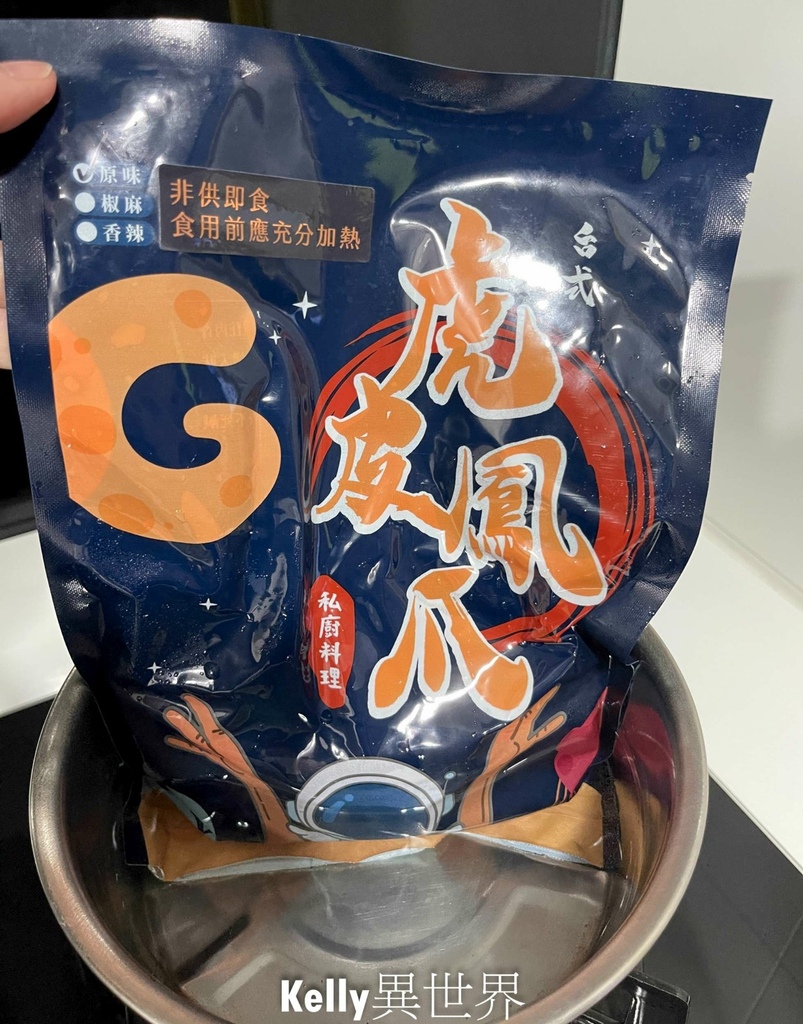 原味
椒麻
香辣
非供即食
食用前應充分加熱
台式
虎皮鳳爪
G
私廚料理
Kelly異世界